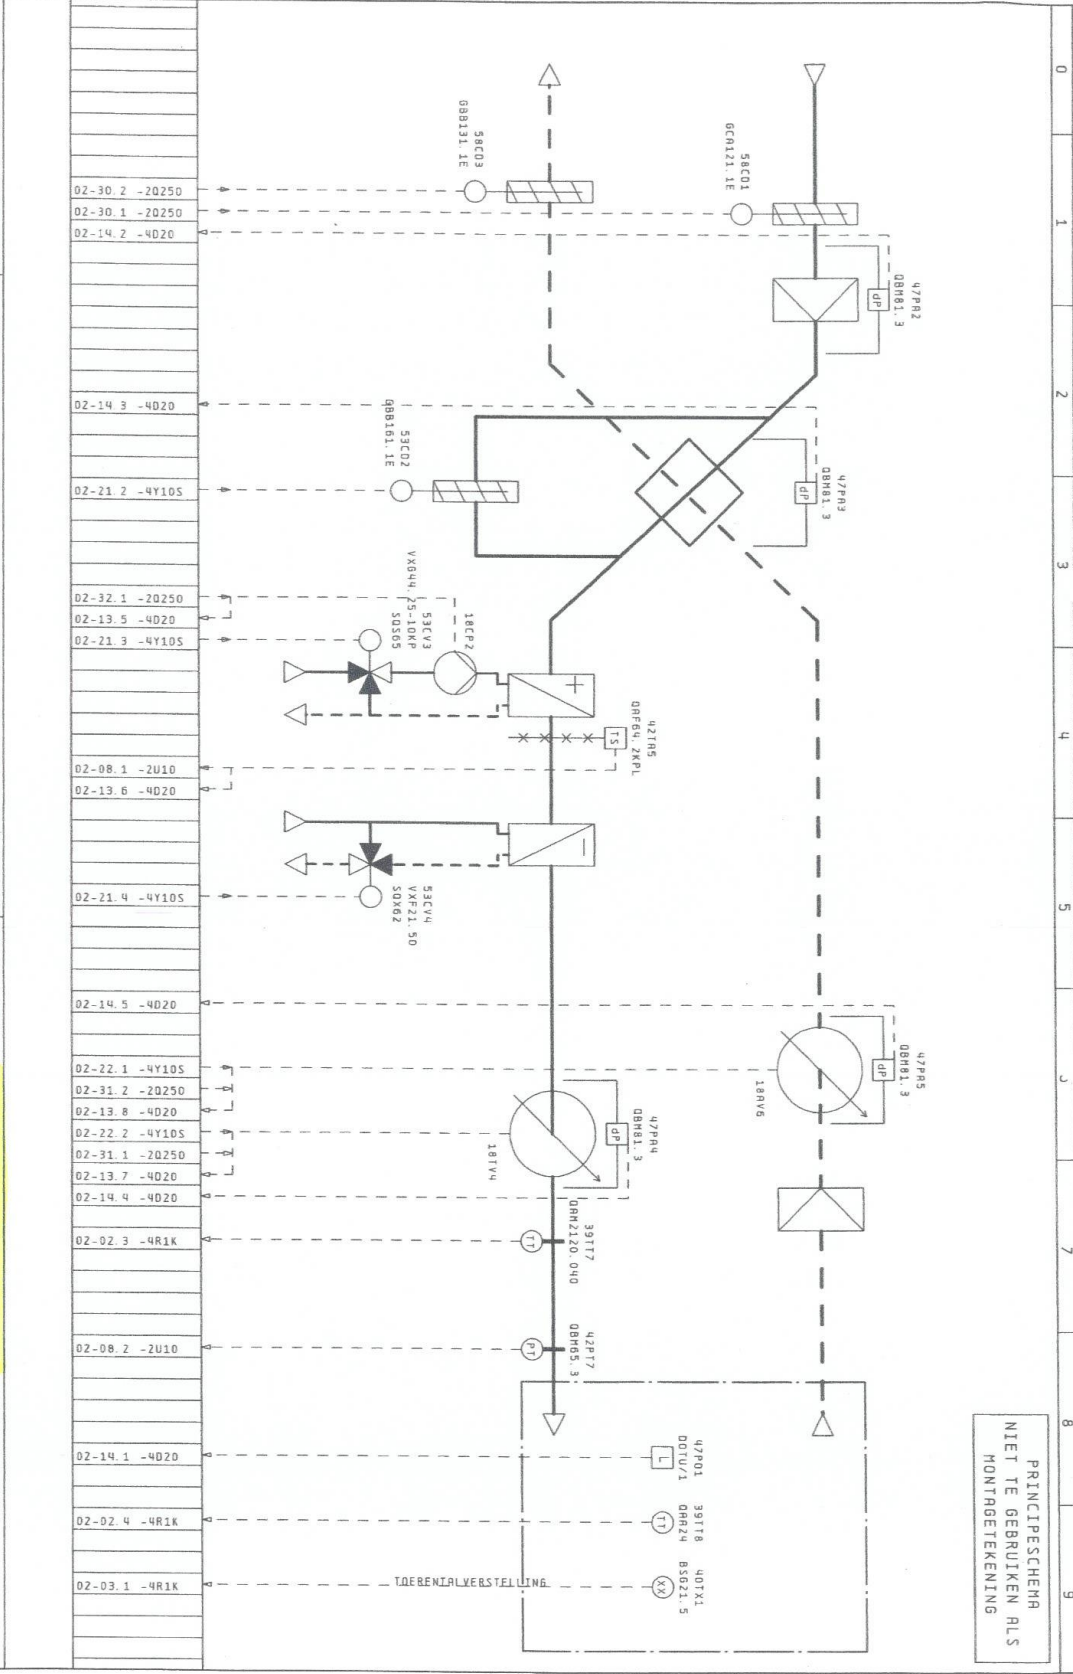 0
1
2
3
4
5
7
8
9
PRINCIPESCHEMA
NIET TE GEBRUIKEN ALS
MONTAGETEKENING
58CD3
GBB131.1E
58CD1
GCA121.1E
47PA2
QBM81.3
dP
53CD2
GBB161.1E
47PA3
QBM81.3
dP
18CP2
53CV3
VXG44.25-10KP
SQS65
+
42TA5
QAF64.2KPL
TS
53CV4
VXF21.50
SQX62
47PA5
QBM81.3
dP
18AV6
47PA4
QBM81.3
dP
18TV4
39TT7
QAM2120.040
TT
42PT7
QBM65.3
PT
47PO1
DOTU/1
L
39TT8
QAA24
TT
40TX1
BSG21.5
XX
TOERENTALVERSTELLING
02-30.2 -2Q250
02-30.1 -2Q250
02-14.2 -4D20
02-14.3 -4D20
02-21.2 -4Y10S
02-32.1 -2Q250
02-13.5 -4D20
02-21.3 -4Y10S
02-08.1 -2U10
02-13.6 -4D20
02-21.4 -4Y10S
02-14.5 -4D20
02-22.1 -4Y10S
02-31.2 -2Q250
02-13.8 -4D20
02-22.2 -4Y10S
02-31.1 -2Q250
02-13.7 -4D20
02-14.4 -4D20
02-02.3 -4R1K
02-08.2 -2U10
02-14.1 -4D20
02-02.4 -4R1K
02-03.1 -4R1K